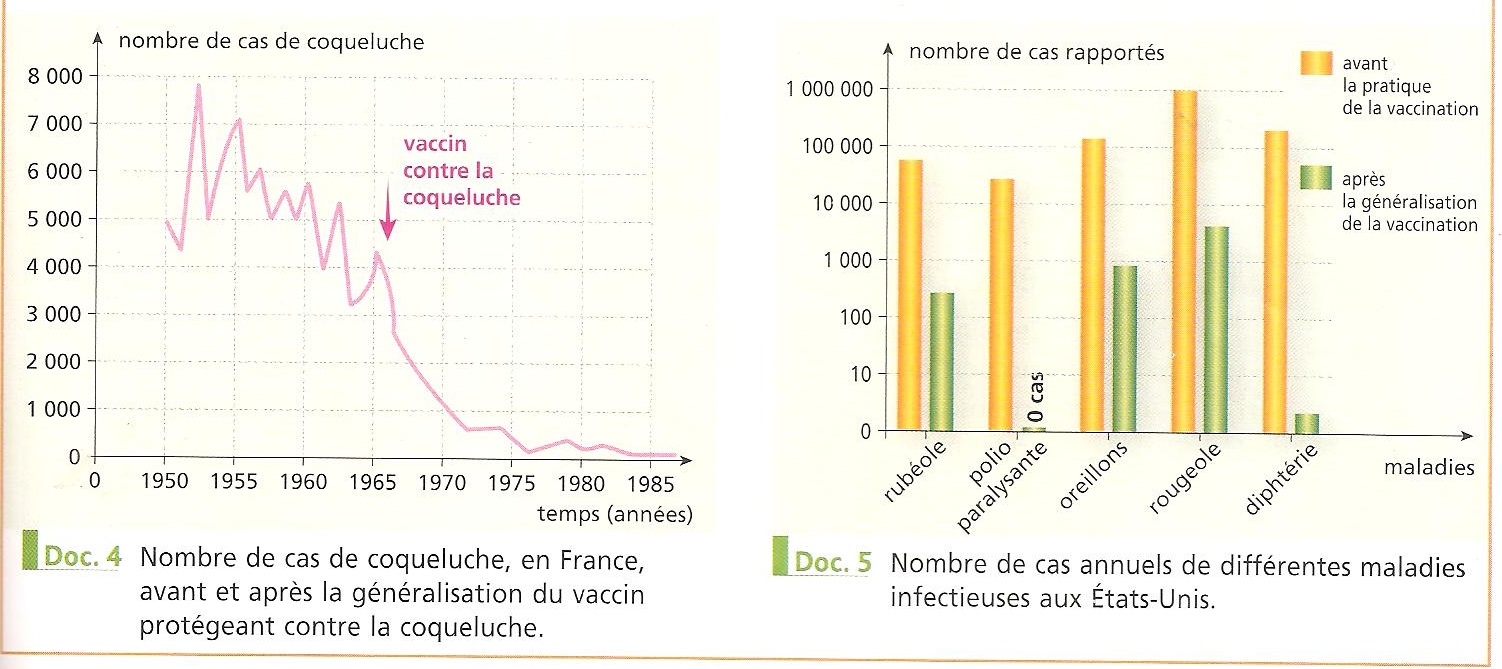 nombre de cas de coqueluche
8 000
7 000
6 000
5 000
4 000
3 000
2 000
1 000
0
vaccin
contre la
coqueluche
0
1950
1955
1960
1965
1970
1975
1980
1985
temps (années)
Doc. 4 Nombre de cas de coqueluche, en France,
avant et après la généralisation du vaccin
protégeant contre la coqueluche.
nombre de cas rapportés
1 000 000
100 000
10 000
1 000
100
10
0
avant
la pratique
de la vaccination
après
la généralisation
de la vaccination
0 cas
rubéole
polio
paralysante
oreillons
rougeole
diphtérie
maladies
Doc. 5 Nombre de cas annuels de différentes maladies
infectieuses aux États-Unis.